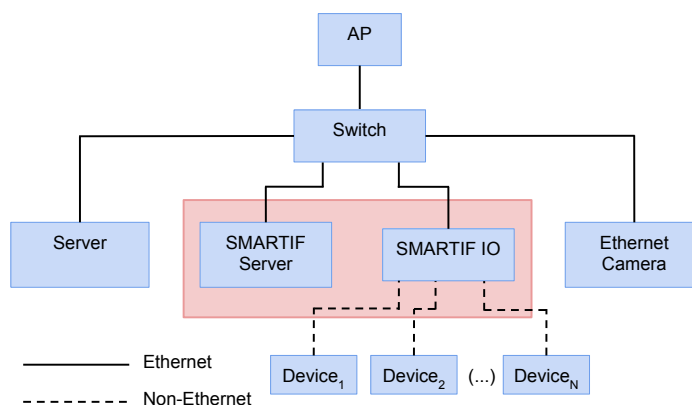 AP
Switch
Server
SMARTIF
Server
SMARTIF IO
Ethernet
Camera
Ethernet
Non-Ethernet
Device1
Device2
(...)
DeviceN